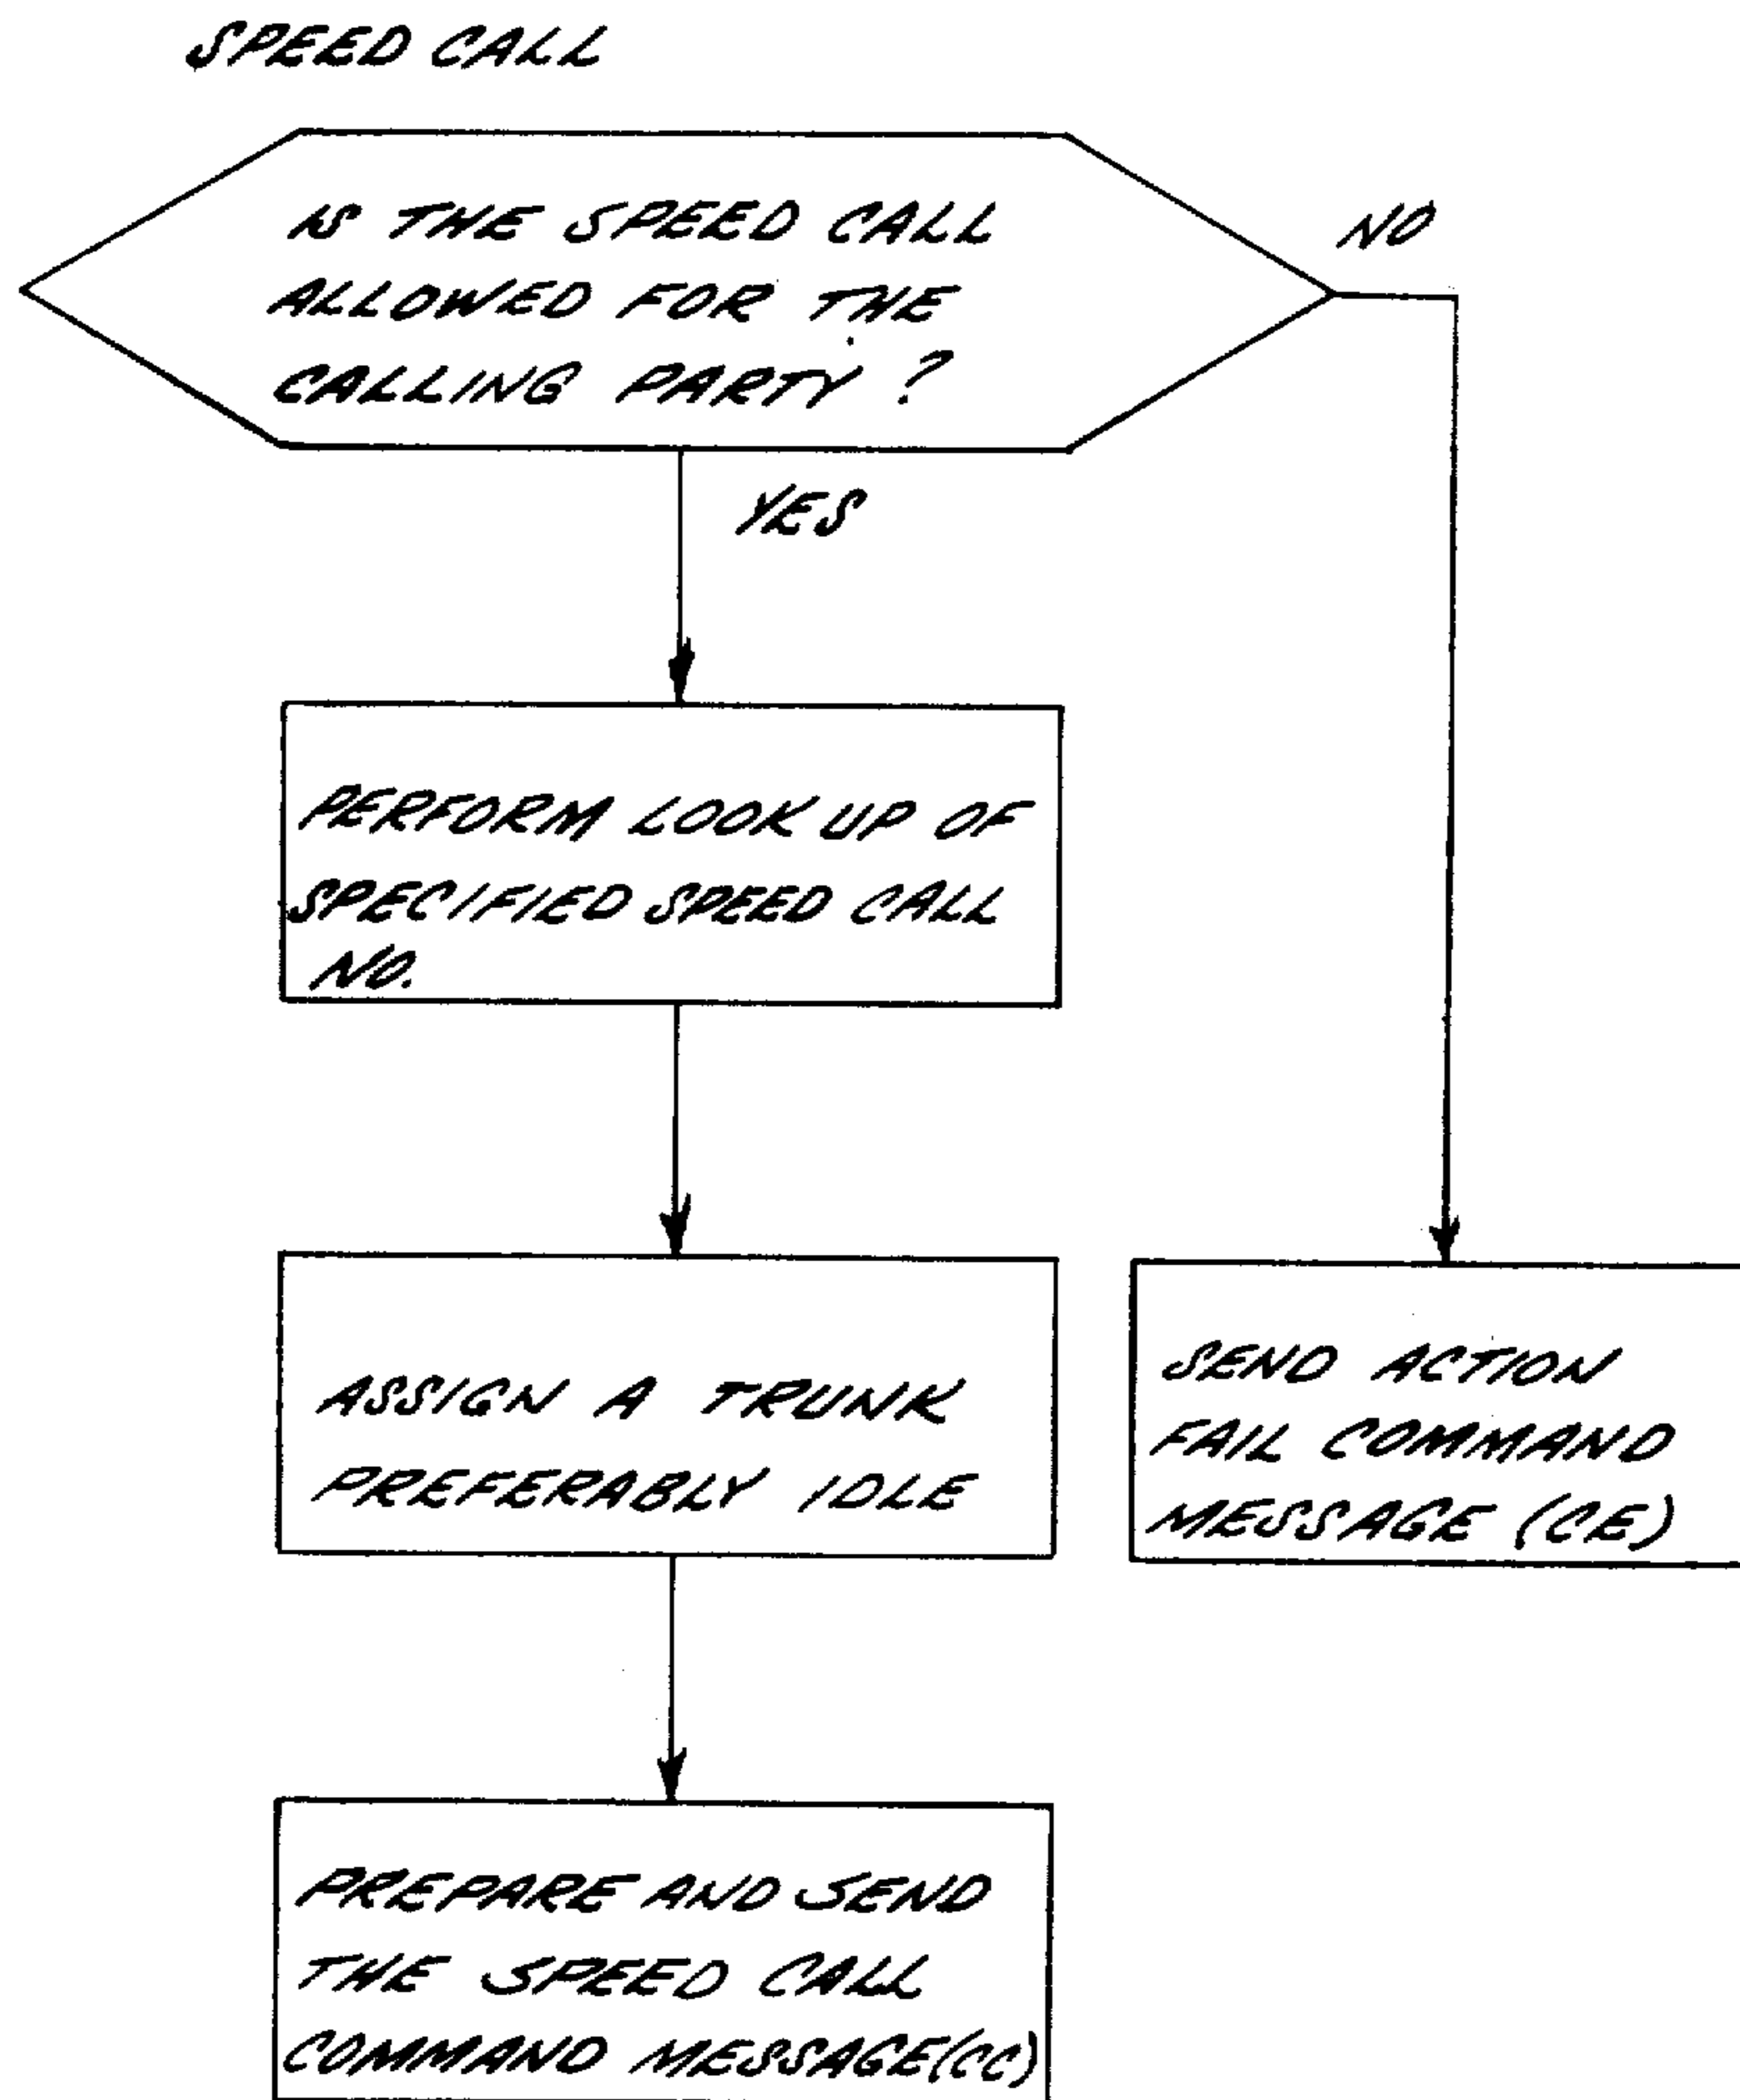 SPEED CALL
IS THE SPEED CALL
ALLOWED FOR THE
CALLING PARTY?
NO
YES
PERFORM LOOK UP OF
SPECIFIED SPEED CALL
NO.
ASSIGN A TRUNK
PREFERABLY IDLE
SEND ACTION
FAIL COMMAND
MESSAGE (CE)
PREPARE AND SEND
THE SPEED CALL
COMMAND MESSAGE(CC)